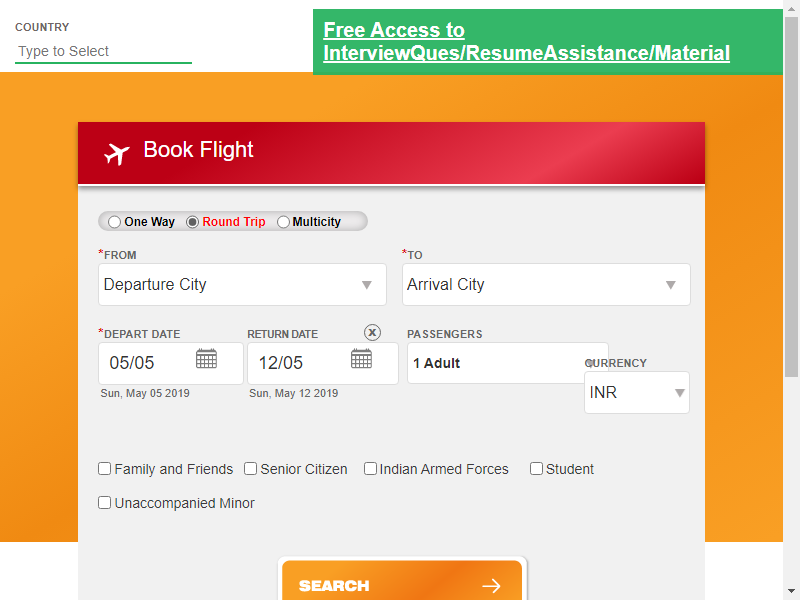 COUNTRY
Type to Select
Free Access to
InterviewQues/ResumeAssistance/Material
Book Flight
One Way Round Trip Multicity
*FROM
*TO
Departure City
Arrival City
*DEPART DATE
RETURN DATE
X
PASSENGERS
05/05
12/05
1 Adult
CURRENCY
INR
Sun, May 05 2019
Sun, May 12 2019
Family and Friends Senior Citizen Indian Armed Forces Student
Unaccompanied Minor
SEARCH